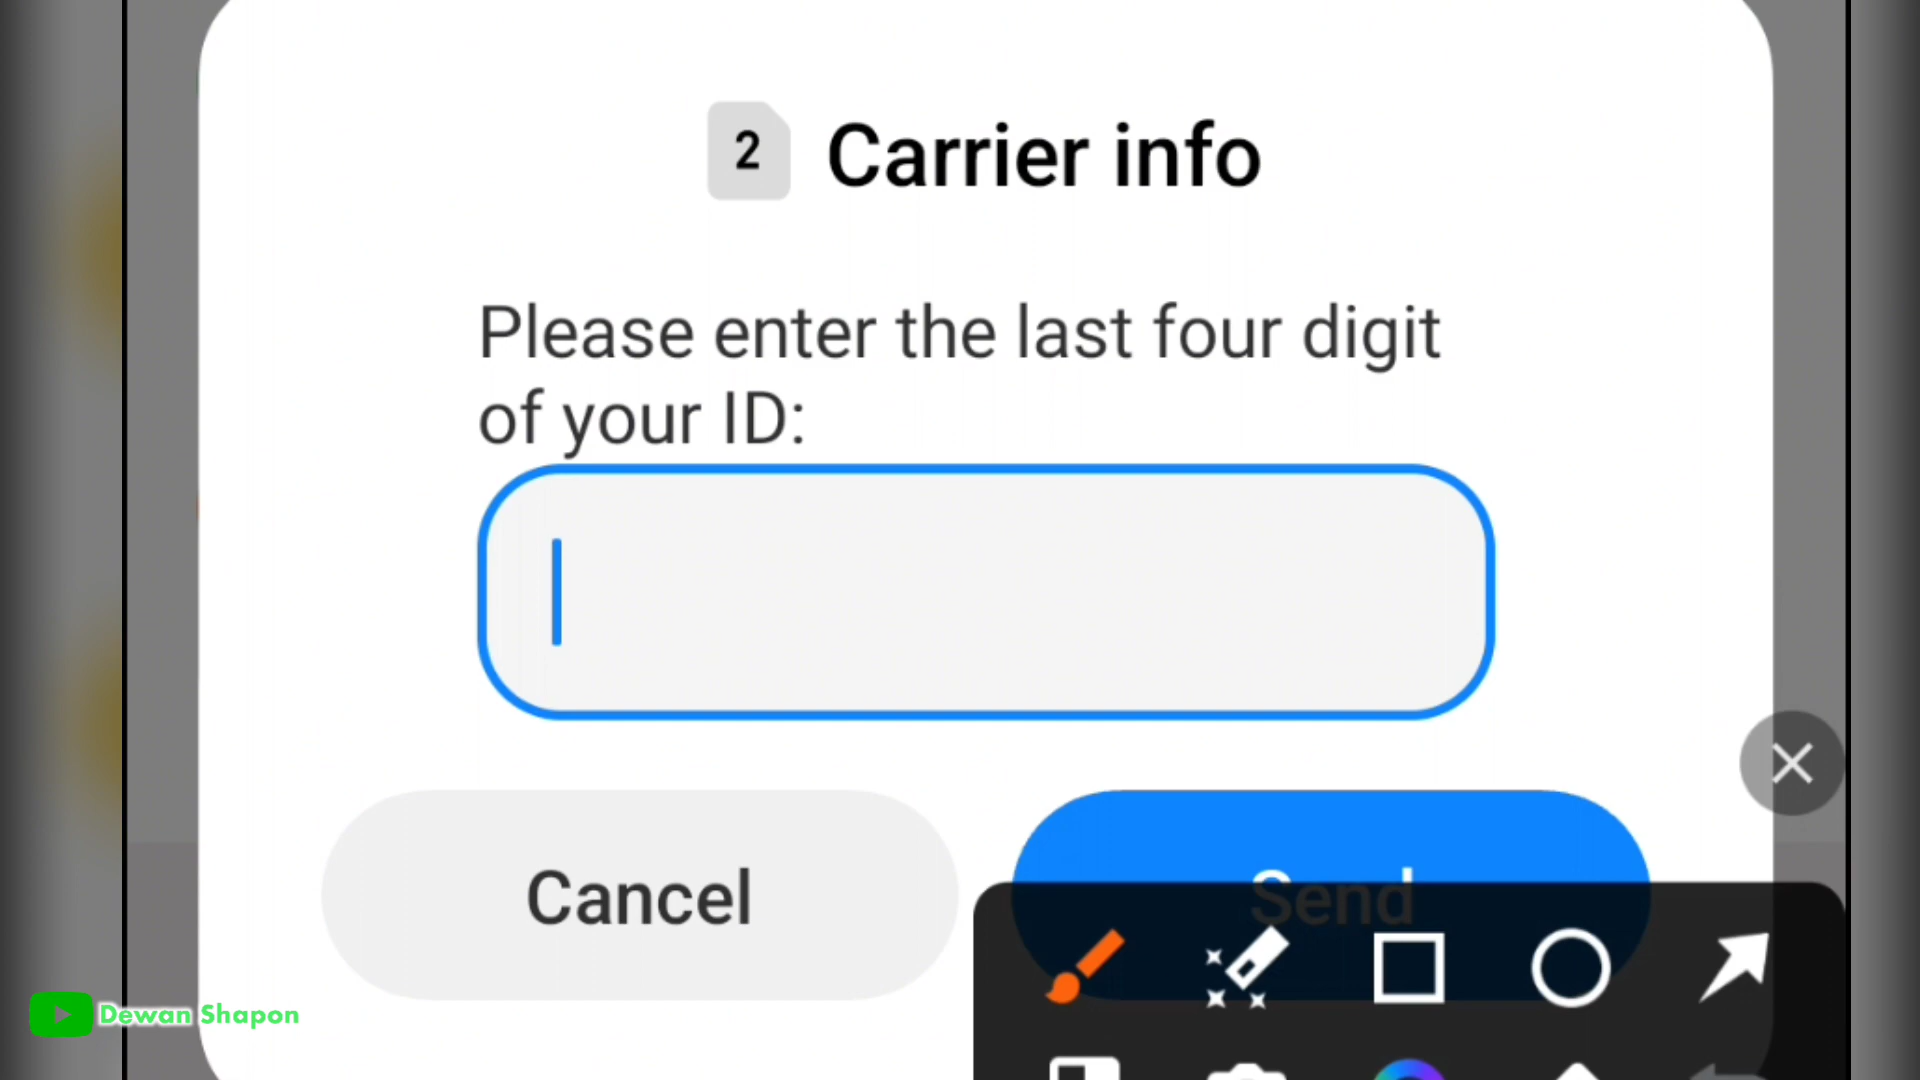 2 Carrier info
Please enter the last four digit
of your ID:
Cancel
Send
Dewan Shapon